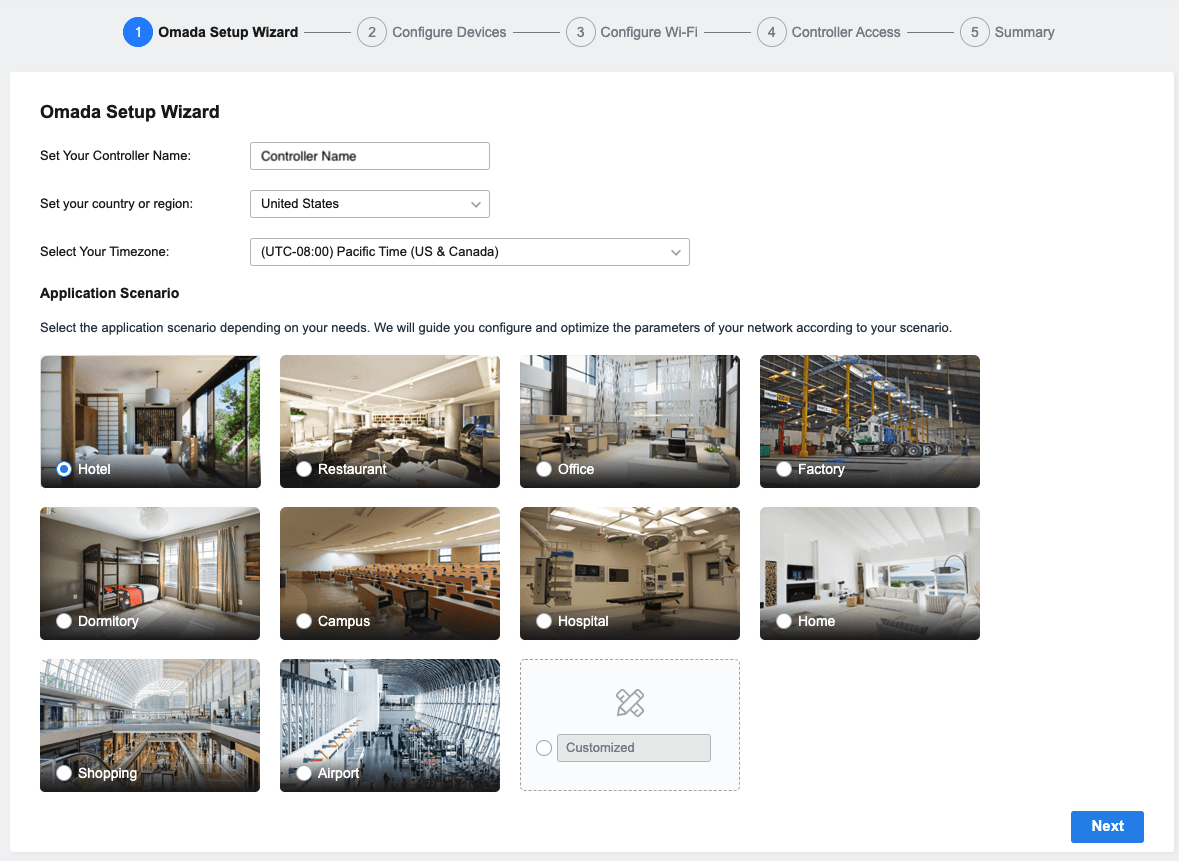 1 Omada Setup Wizard 2 Configure Devices 3 Configure Wi-Fi 4 Controller Access 5 Summary
Omada Setup Wizard
Set Your Controller Name: Controller Name
Set your country or region: United States
Select Your Timezone: (UTC-08:00) Pacific Time (US & Canada)
Application Scenario
Select the application scenario depending on your needs. We will guide you configure and optimize the parameters of your network according to your scenario.
Hotel Restaurant Office Factory
Dormitory Campus Hospital Home
Shopping Airport Customized
Next